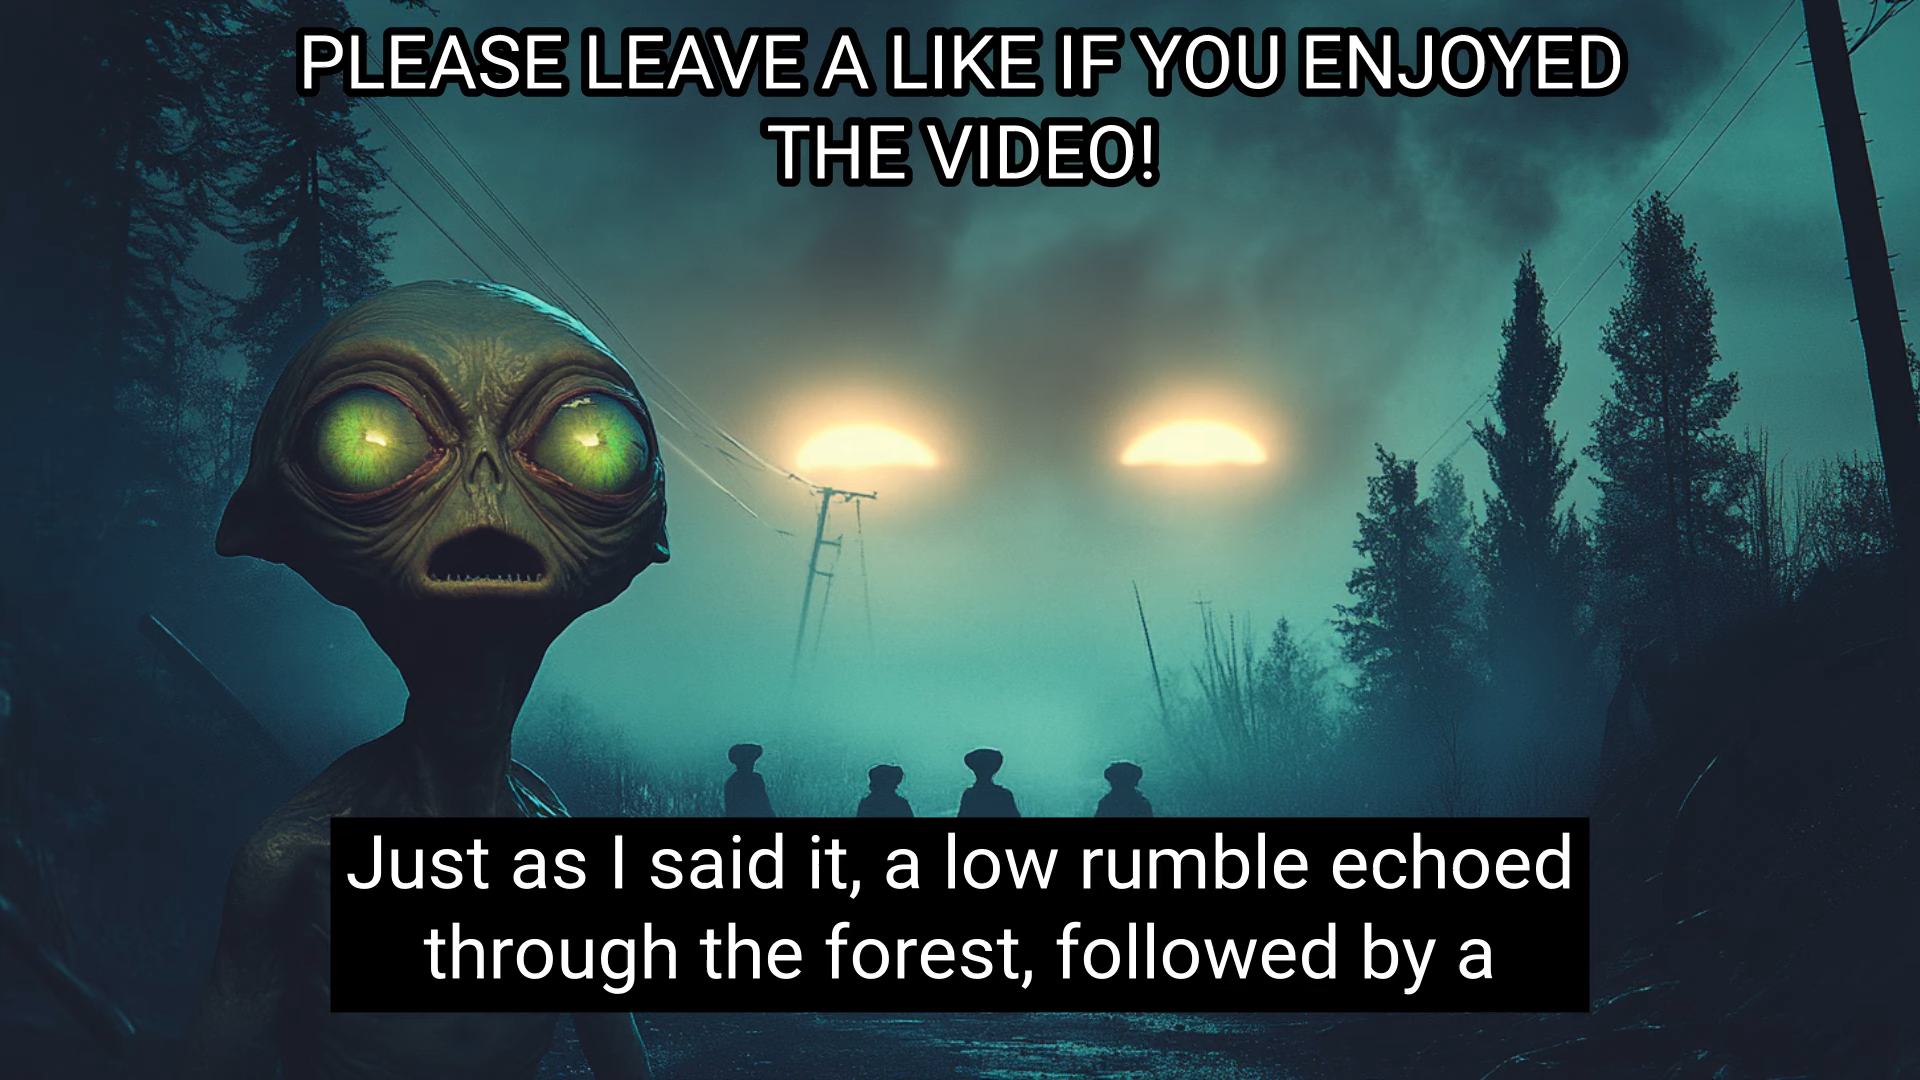 PLEASE LEAVE A LIKE IF YOU ENJOYED
THE VIDEO!
Just as I said it, a low rumble echoed
through the forest, followed by a